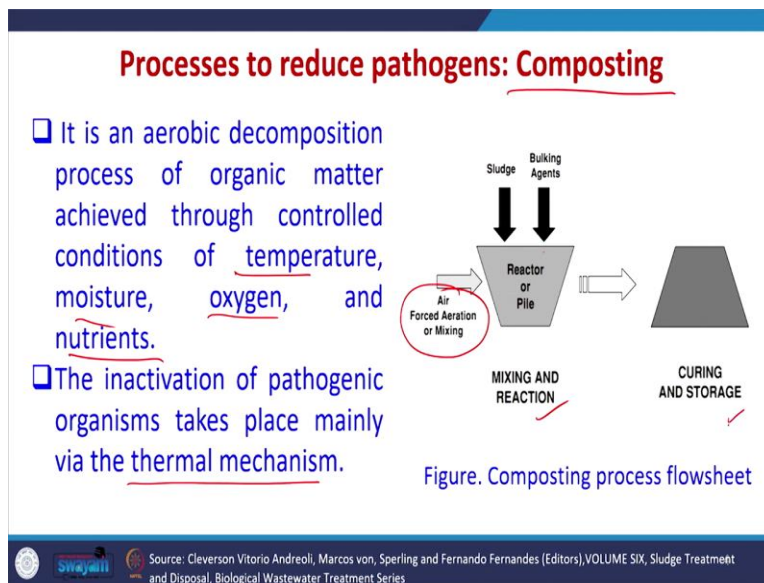 Processes to reduce pathogens: Composting
❑ It is an aerobic decomposition
process of organic matter
achieved through controlled
conditions of temperature,
moisture, oxygen, and
nutrients.
❑The inactivation of pathogenic
organisms takes place mainly
via the thermal mechanism.
Sludge
Bulking
Agents
Reactor
or
Pile
Air
Forced Aeration
or Mixing
MIXING AND
REACTION
CURING
AND STORAGE
Figure. Composting process flowsheet
swayam
Source: Cleverson Vitorio Andreoli, Marcos von, Sperling and Fernando Fernandes (Editors),VOLUME SIX, Sludge Treatment
and Disposal, Biological Wastewater Treatment Series